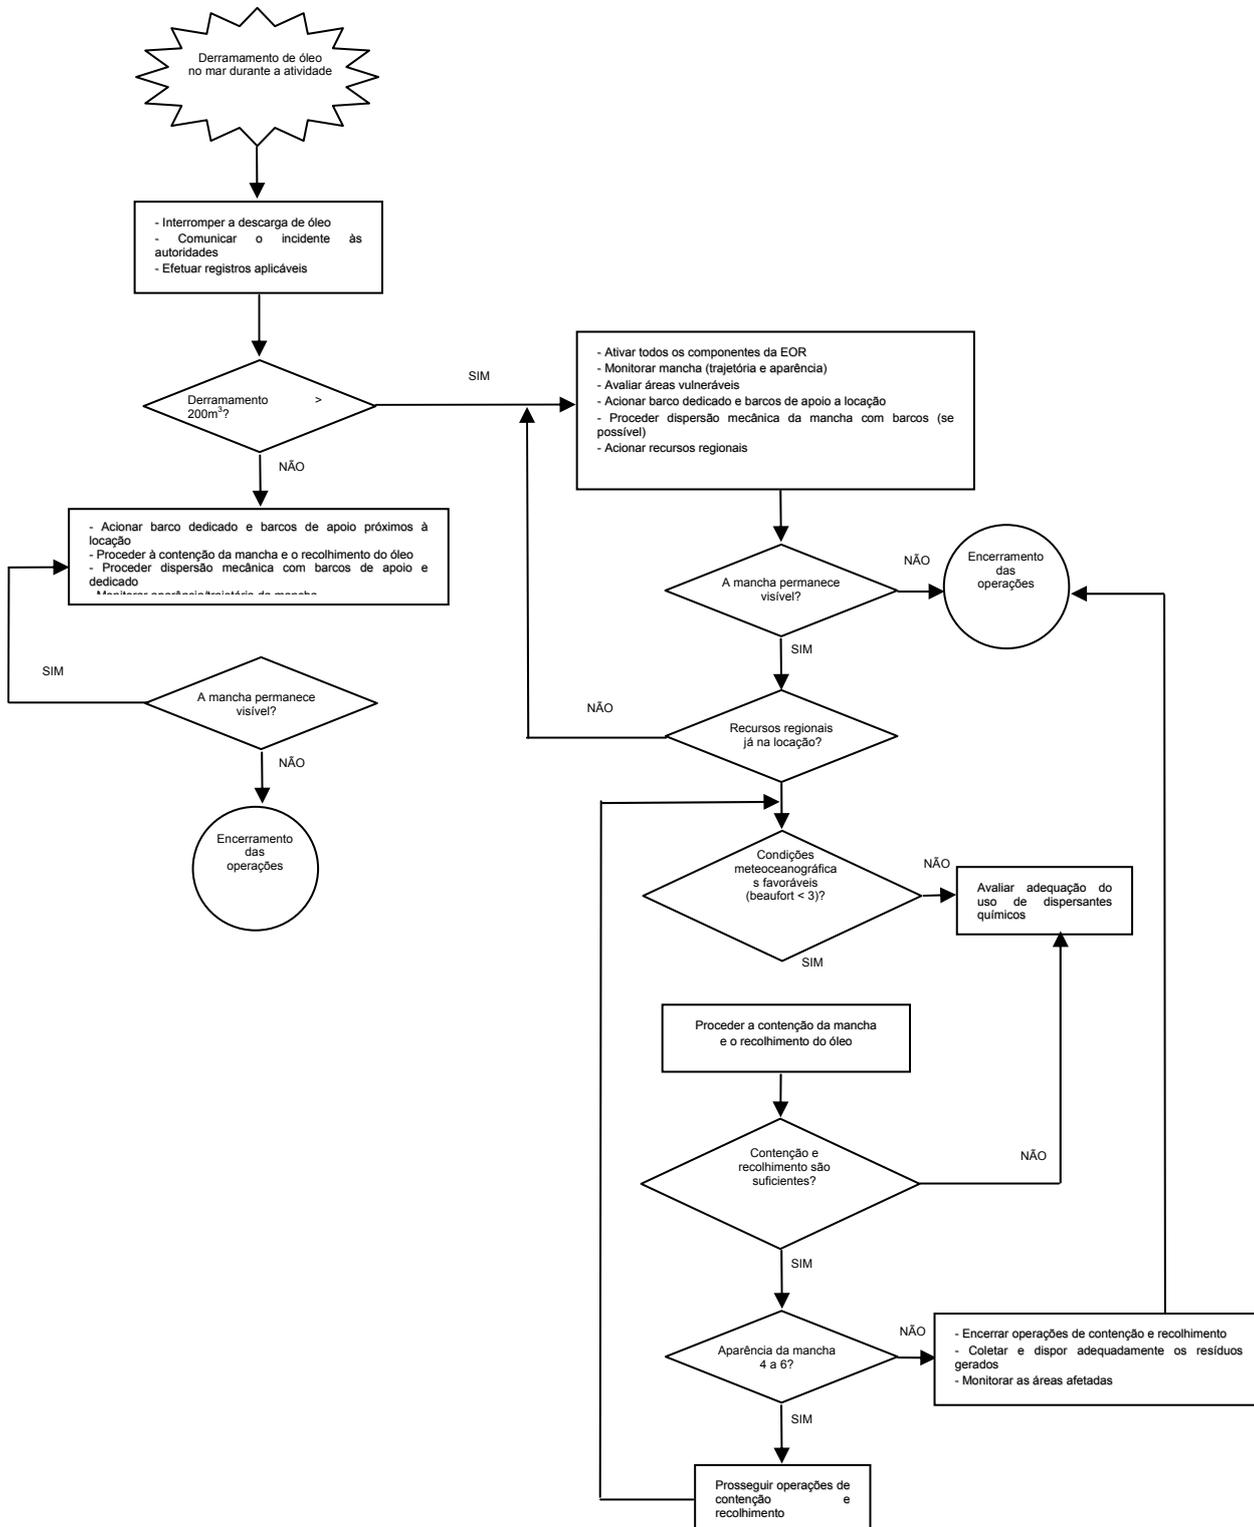 Derramamento de óleo
no mar durante a atividade
- Interromper a descarga de óleo
- Comunicar o incidente às
autoridades
- Efetuar registros aplicáveis
Derramamento >
200m³?
SIM
NÃO
- Ativar todos os componentes da EOR
- Monitorar mancha (trajetória e aparência)
- Avaliar áreas vulneráveis
- Acionar barco dedicado e barcos de apoio a locação
- Proceder dispersão mecânica da mancha com barcos (se
possível)
- Acionar recursos regionais
- Acionar barco dedicado e barcos de apoio próximos à
locação
- Proceder à contenção da mancha e o recolhimento do óleo
- Proceder dispersão mecânica com barcos de apoio e
dedicado
- Monitorar aparência/trajetória da mancha
SIM
A mancha permanece
visível?
NÃO
Encerramento
das
operações
A mancha permanece
visível?
NÃO
Encerramento
das
operações
SIM
NÃO
Recursos regionais
já na locação?
Condições
meteoceanográfica
s favoráveis
(beaufort < 3)?
NÃO
Avaliar adequação do
uso de dispersantes
químicos
SIM
Proceder a contenção da mancha
e o recolhimento do óleo
Contenção e
recolhimento são
suficientes?
NÃO
SIM
Aparência da mancha
4 a 6?
NÃO
- Encerrar operações de contenção e recolhimento
- Coletar e dispor adequadamente os resíduos
gerados
- Monitorar as áreas afetadas
SIM
Prosseguir operações de
contenção e
recolhimento